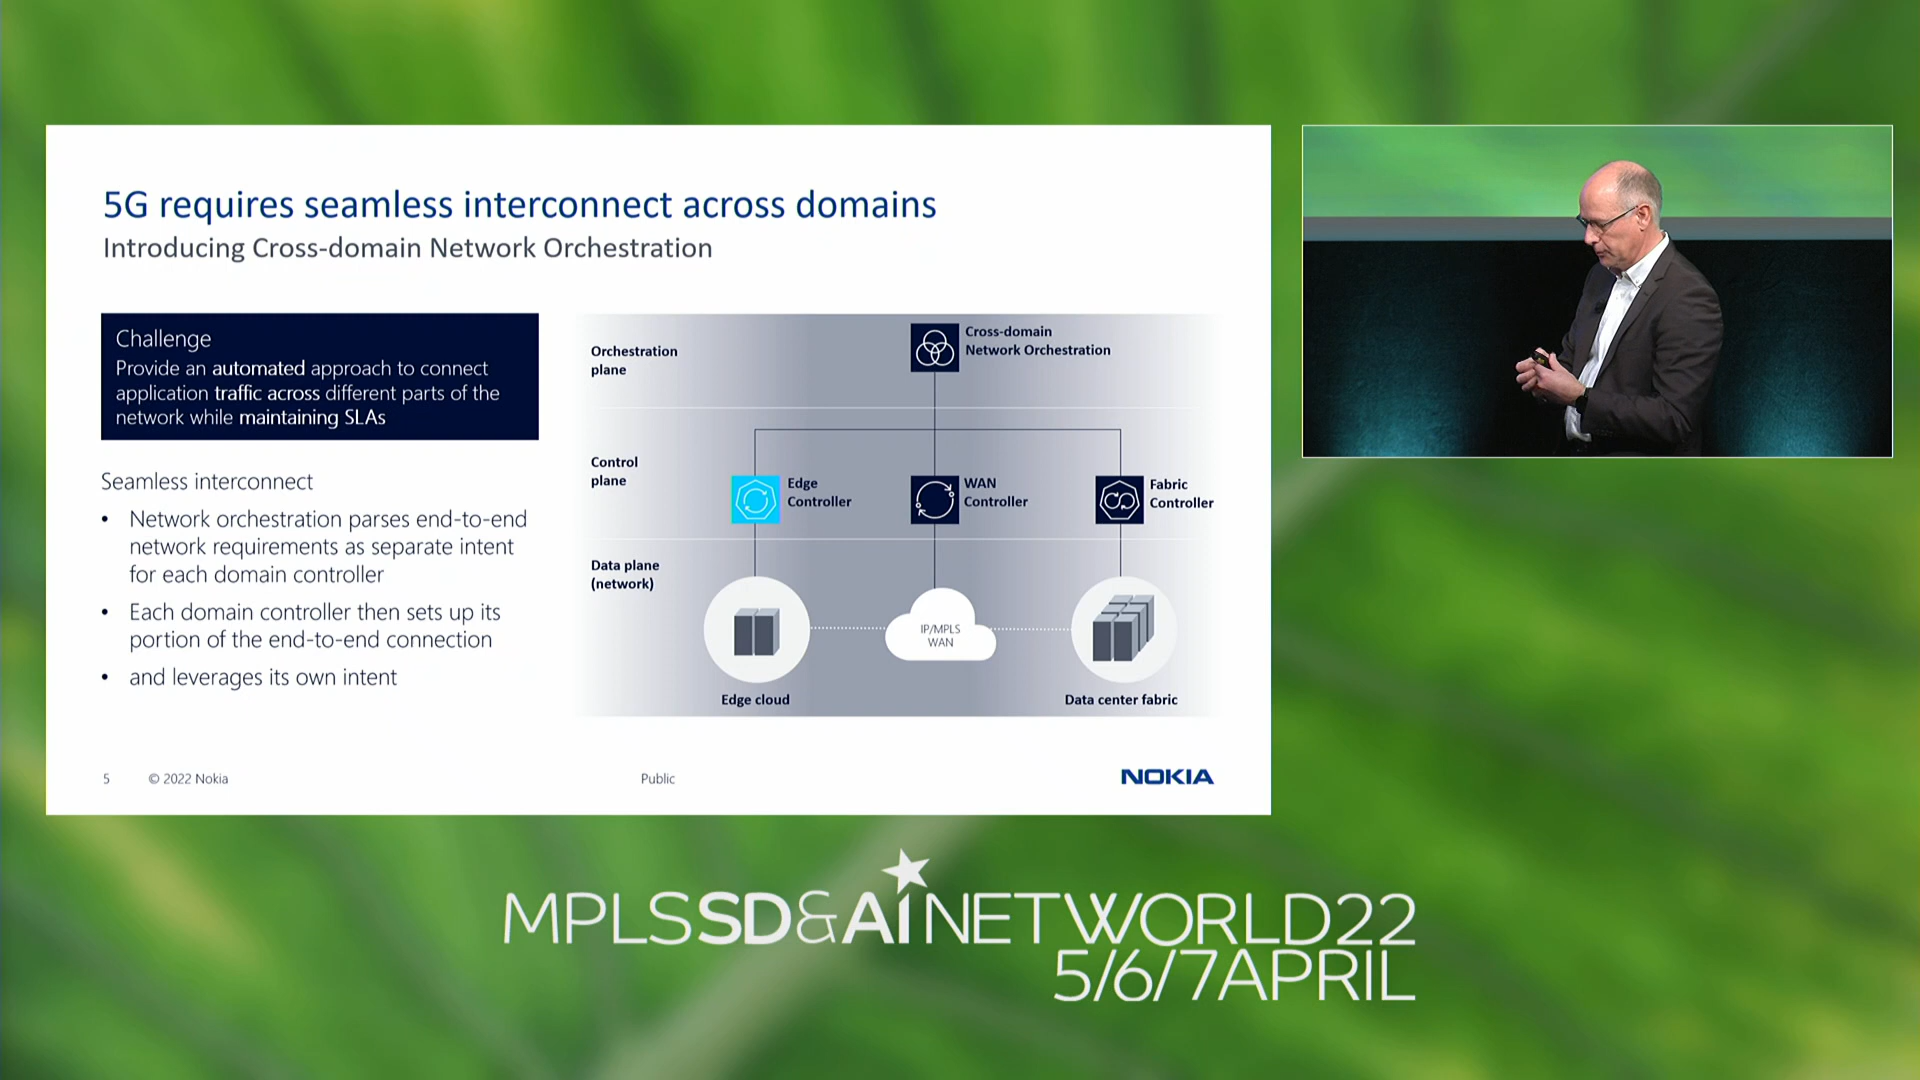 5G requires seamless interconnect across domains
Introducing Cross-domain Network Orchestration
Challenge
Provide an automated approach to connect
application traffic across different parts of the
network while maintaining SLAs
Seamless interconnect
• Network orchestration parses end-to-end
network requirements as separate intent
for each domain controller
• Each domain controller then sets up its
portion of the end-to-end connection
• and leverages its own intent
Orchestration
plane
Cross-domain
Network Orchestration
Control
plane
Edge
Controller
WAN
Controller
Fabric
Controller
Data plane
(network)
IP/MPLS
WAN
Edge cloud
Data center fabric
5
© 2022 Nokia
Public
NOKIA
MPLSSD&AINETWORLD22
5/6/7APRIL